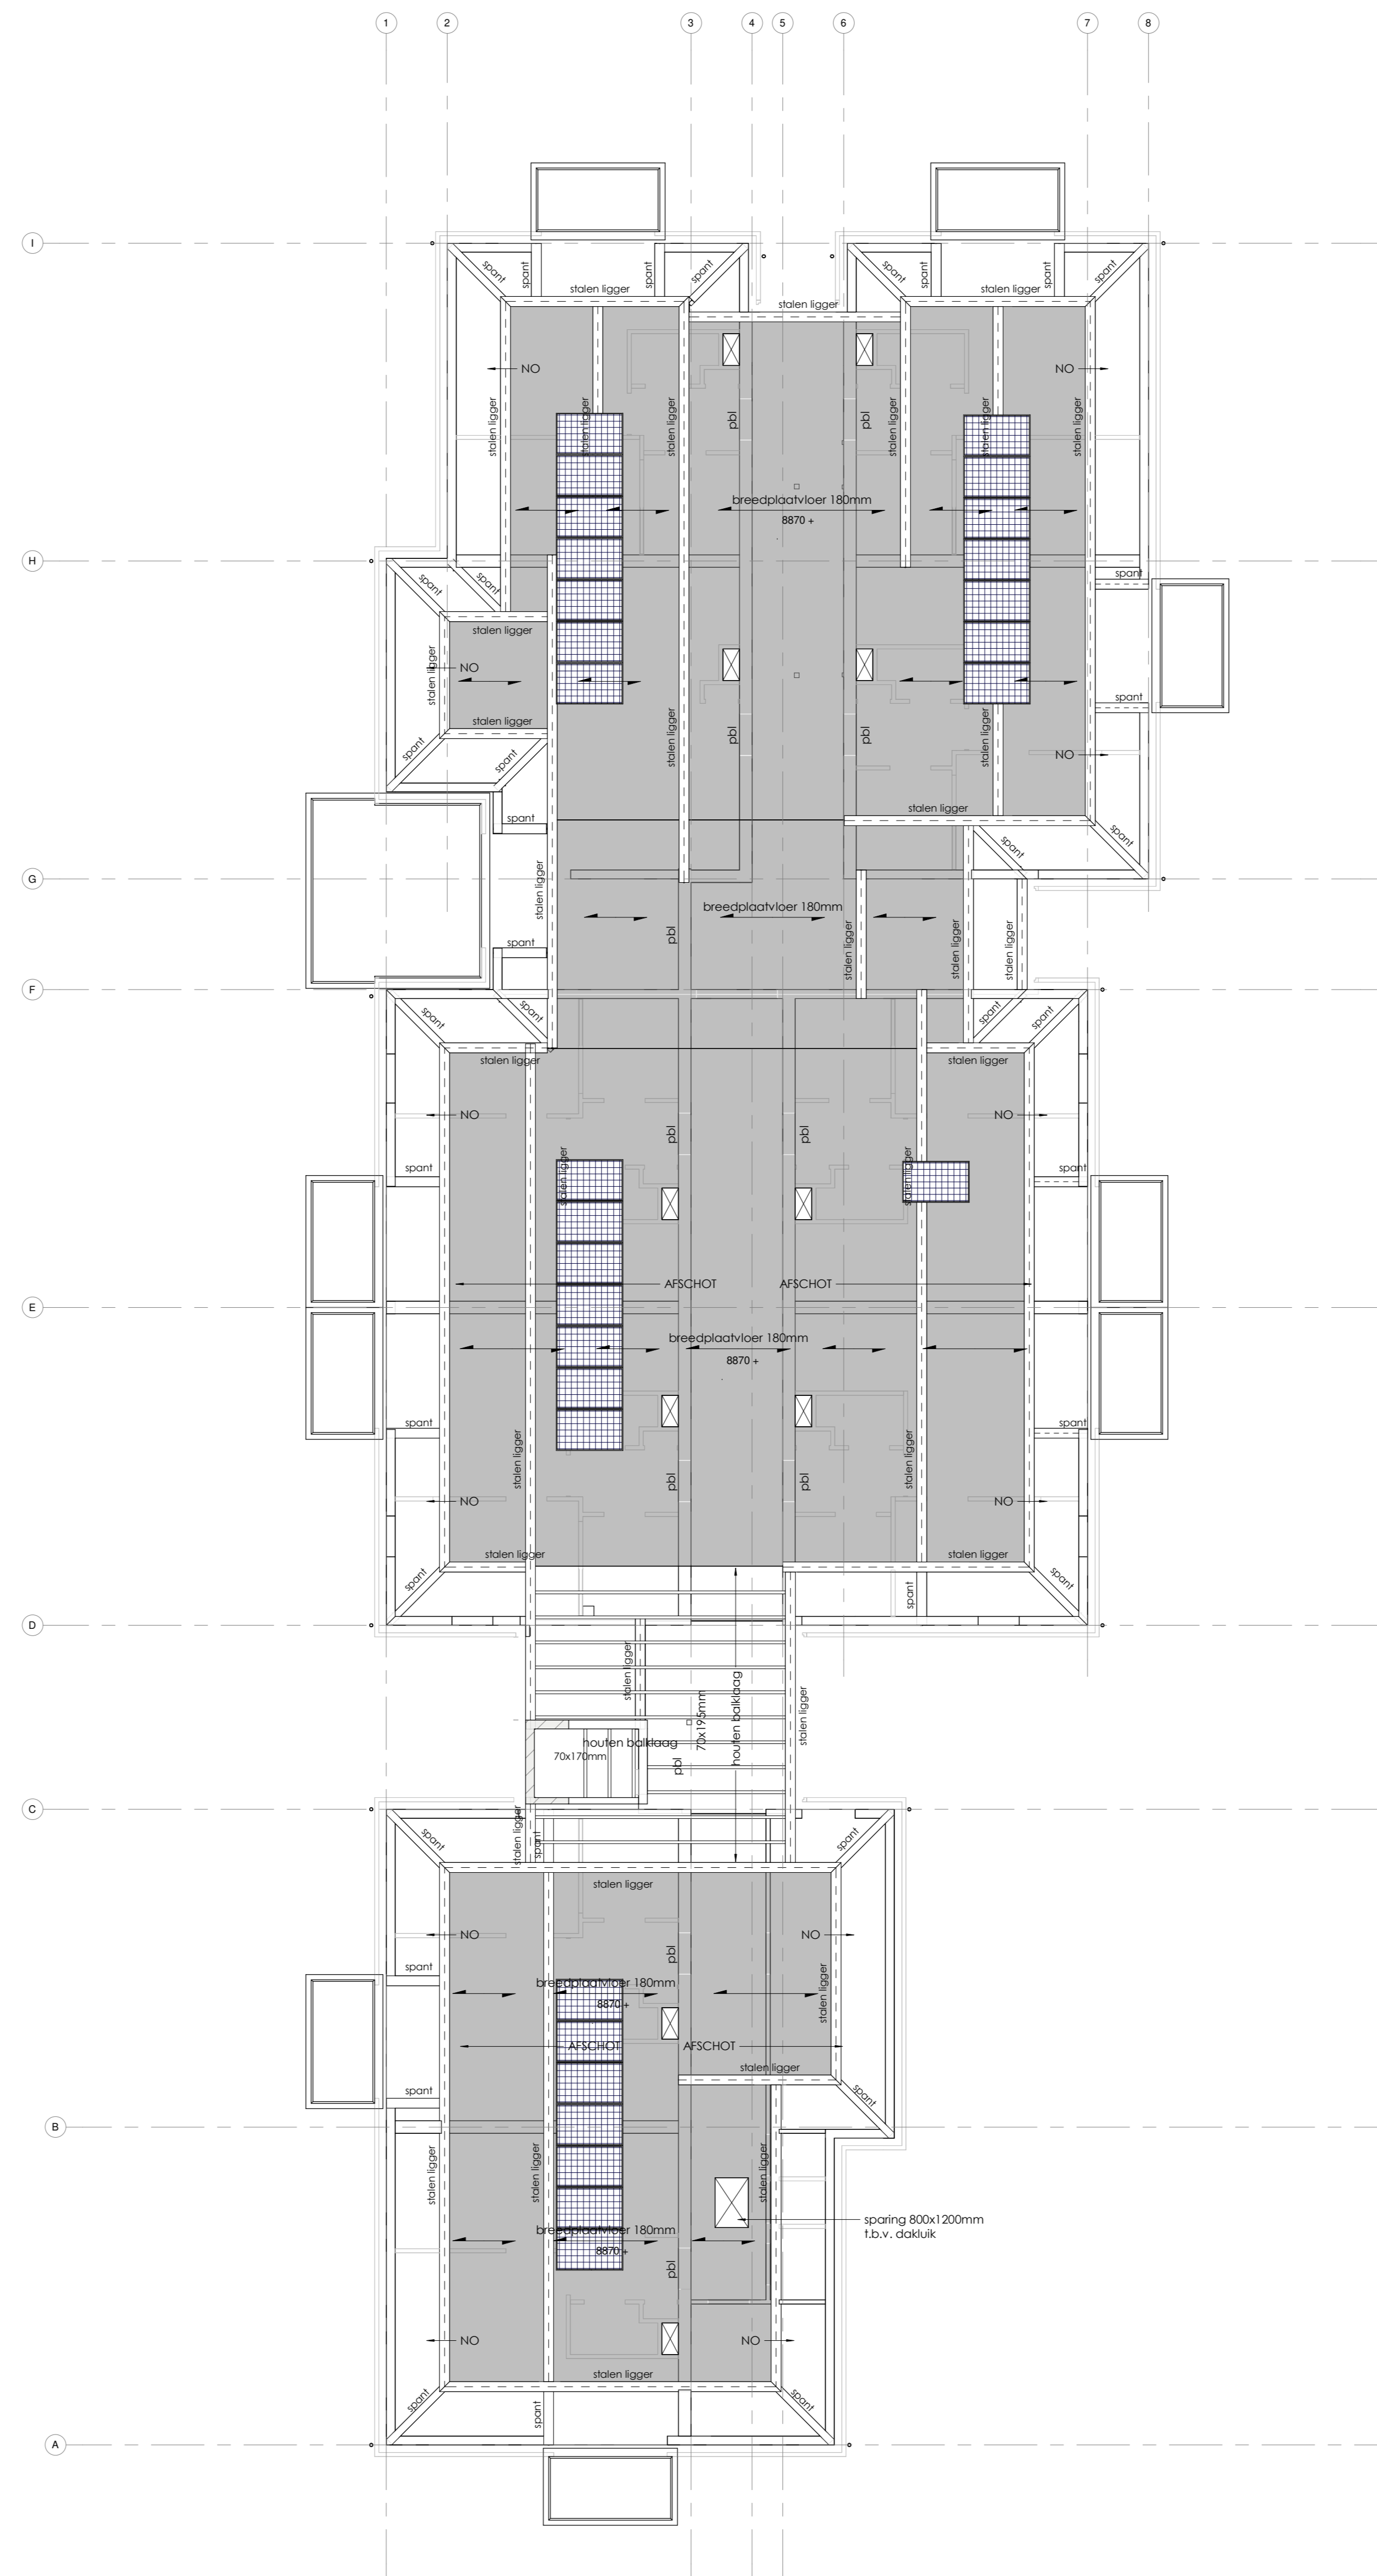 1 2 3 4 5 6 7 8
I
spant spant spant spant spant spant spant spant
stalen ligger stalen ligger
stalen ligger
NO NO
stalen ligger stalen ligger stalen ligger pbl pbl stalen ligger stalen ligger stalen ligger
breedplaatvloer 180mm
8870 +
H
spant spant spant
stalen ligger
stalen ligger NO
stalen ligger
spant
stalen ligger pbl pbl stalen ligger
spant spant NO
stalen ligger
spant spant spant
G
stalen ligger
breedplaatvloer 180mm
pbl stalen ligger stalen ligger stalen ligger
spant
F
spant spant spant spant
stalen ligger stalen ligger
NO NO
pbl pbl
spant stalen ligger stalen ligger spant
AFSCHOT AFSCHOT
E
breedplaatvloer 180mm
8870 +
spant spant
stalen ligger pbl pbl stalen ligger
NO NO
stalen ligger stalen ligger
spant spant spant
D
stalen ligger 70x195mm houten balklaag stalen ligger
houten balklaag
70x170mm
pbl
C
spant stalen ligger spant spant
stalen ligger
NO NO
pbl
spant
breedplaatvloer 180mm
8870 +
stalen ligger
AFSCHOT AFSCHOT
stalen ligger
spant spant
B
stalen ligger stalen ligger stalen ligger
sparing 800x1200mm
t.b.v. dakluik
breedplaatvloer 180mm
8870 +
pbl
NO NO
stalen ligger
spant spant spant
A